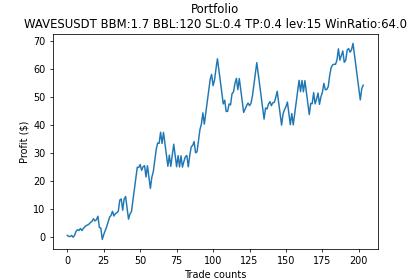 Portfolio
WAVESUSDT BBM:1.7 BBL:120 SL:0.4 TP:0.4 lev:15 WinRatio:64.0
70
60
50
40
30
20
10
0
Profit ($)
0 25 50 75 100 125 150 175 200
Trade counts